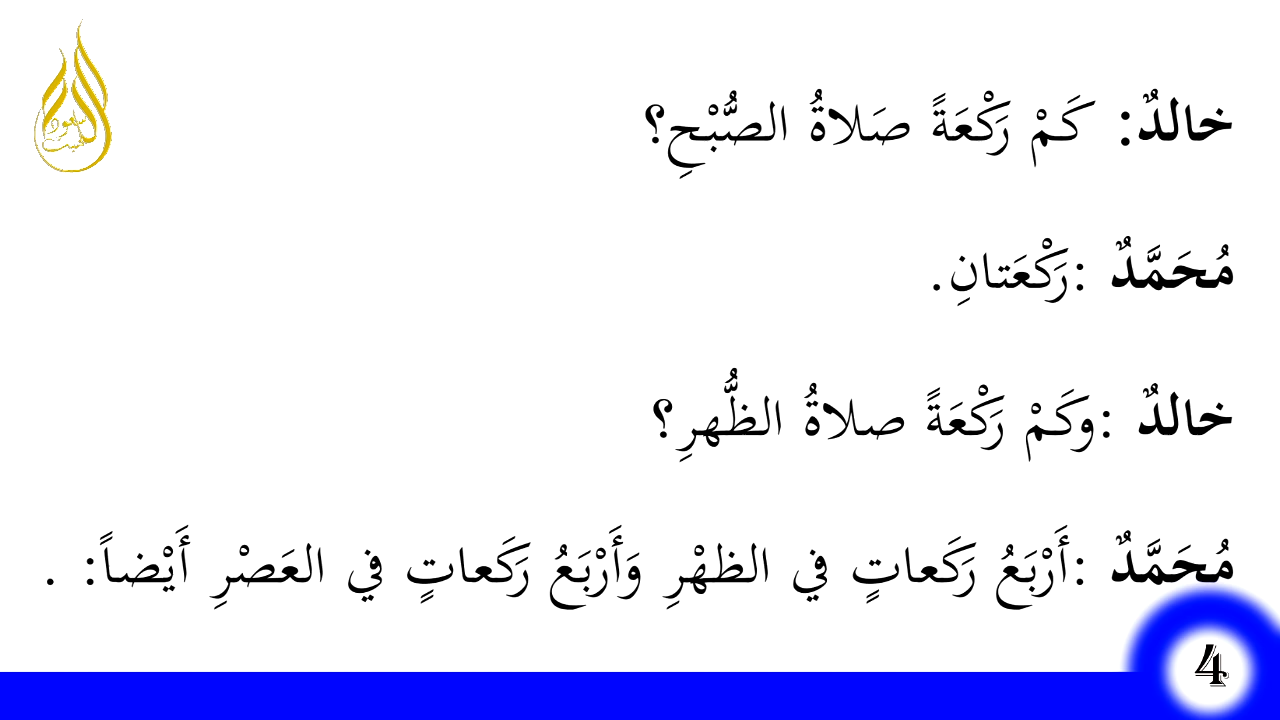 خالدٌ: كَمْ رَكْعَةً صَلاةُ الصُّبْحِ؟
مُحَمَّدٌ :رَكْعَتانِ.
خالدٌ :وكَمْ رَكْعَةً صلاةُ الظُّهرِ؟
مُحَمَّدٌ :أَرْبَعُ رَكَعاتٍ في الظهْرِ وَأَرْبَعُ رَكَعاتٍ في العَصْرِ أَيْضاً: .
4